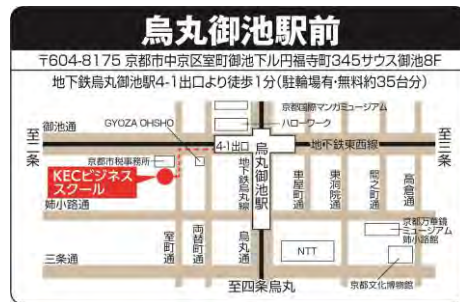 烏丸御池駅前
〒604-8175 京都市中京区室町御池下ル円福寺町345サウス御池8F
地下鉄烏丸御池駅4-1出口より徒歩1分(駐輪場有・無料約35台分)
京都国際マンガミュージアム
ハローワーク
GYOZA OHSHO
御池通
至二条
4-1出口
地下鉄東西線
至三条
京都市税事務所
KECビジネス
スクール
地下鉄烏丸線
烏丸御池駅
車屋町通
東洞院通
間之町通
高倉通
姉小路通
室町通
両替町通
烏丸通
京都万華鏡
ミュージアム
姉小路館
NTT
三条通
京都文化博物館
至四条烏丸